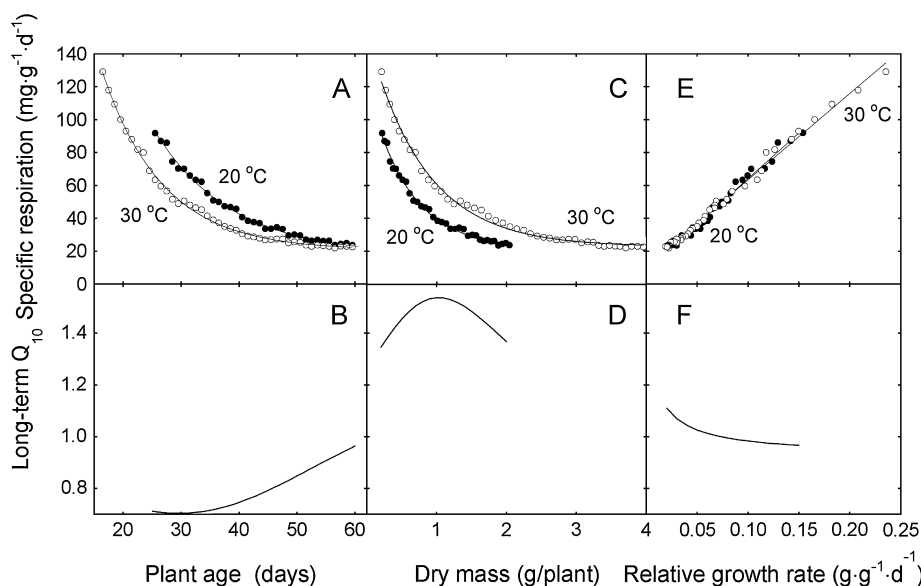 Long-term Q10 Specific respiration (mg·g-1·d-1)
140
120
100
80
60
40
20
0
A
20 °C
30 °C
C
30 °C
20 °C
E
30 °C
20 °C
1.4
1.2
1.0
0.8
B
D
F
20 30 40 50 60
1 2 3 4
0.05 0.10 0.15 0.20 0.25
Plant age (days)
Dry mass (g/plant)
Relative growth rate (g·g-1·d-1)